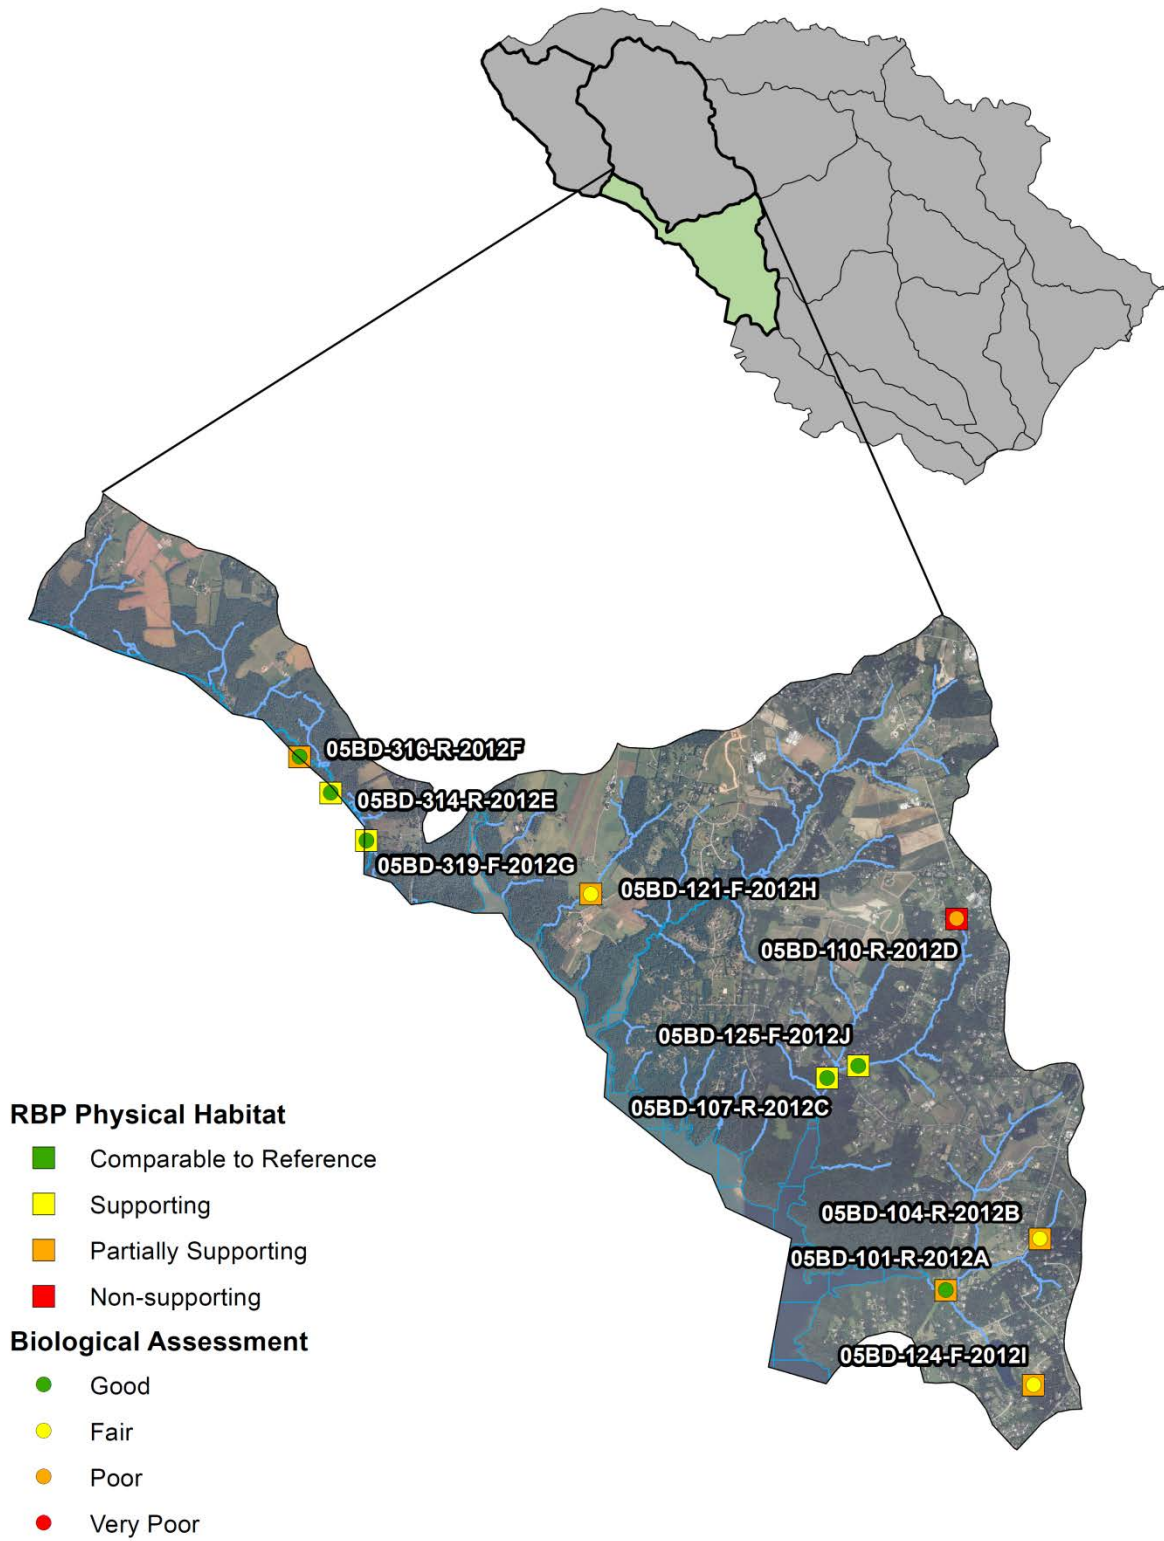 05BD-316-R-2012F
05BD-314-R-2012E
05BD-319-F-2012G
05BD-121-F-2012H
05BD-110-R-2012D
05BD-125-F-2012J
05BD-107-R-2012C
05BD-104-R-2012B
05BD-101-R-2012A
05BD-124-F-2012I
RBP Physical Habitat
Comparable to Reference
Supporting
Partially Supporting
Non-supporting
Biological Assessment
Good
Fair
Poor
Very Poor